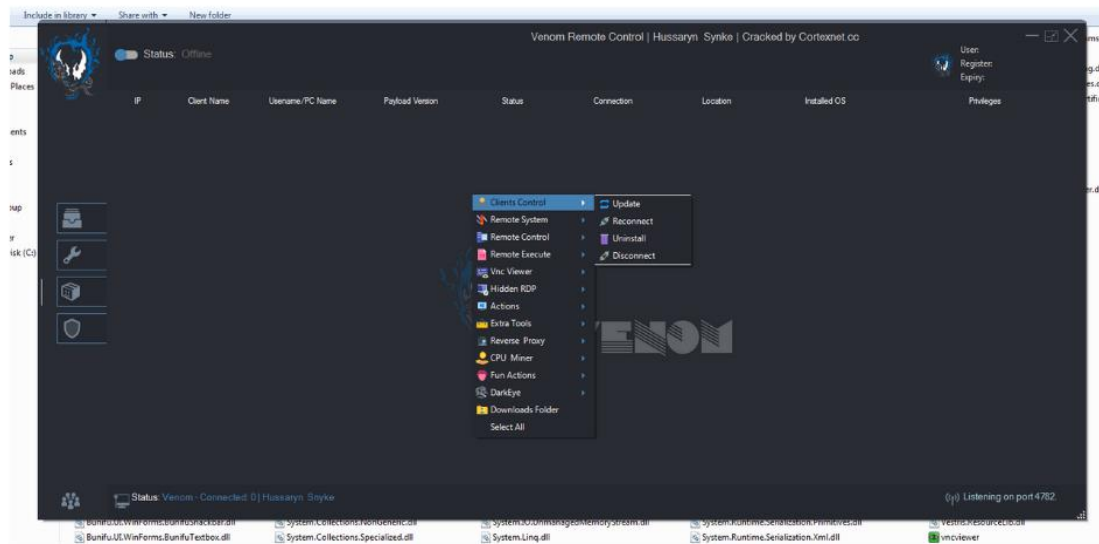 Include in library ▾ Share with ▾ New folder
Venom Remote Control | Hussaryn Synke | Cracked by Cortexnet.cc
Status: Offline
User:
Register:
Expiry:
IP Client Name Username/PC Name Payload Version Status Connection Location Installed OS Privileges
Places
Clients Control
Update
Remote System
Reconnect
Remote Control
Uninstall
Remote Execute
Disconnect
Vnc Viewer
Hidden RDP
Actions
Extra Tools
Reverse Proxy
CPU Miner
Fun Actions
DarkEye
Downloads Folder
Select All
VENOM
Status: Venom - Connected: 0 | Hussaryn Snyke
Listening on port 4782.
Bunifu.UI.WinForms.BunifuSnackbar.dll System.Collections.NonGeneric.dll System.IO.UnmanagedMemoryStream.dll System.Runtime.Serialization.Primitives.dll Vestris.ResourceLib.dll
Bunifu.UI.WinForms.BunifuTextbox.dll System.Collections.Specialized.dll System.Linq.dll System.Runtime.Serialization.Xml.dll vncviewer